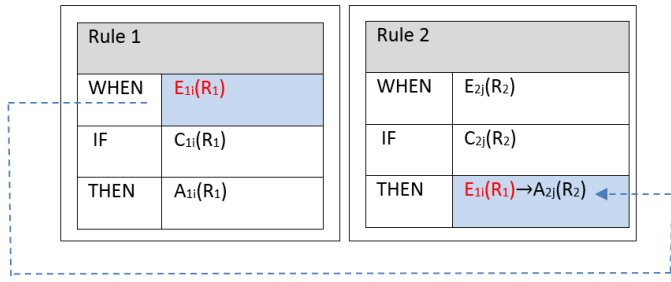 Rule 1
WHEN E₁ᵢ(R₁)
IF C₁ᵢ(R₁)
THEN A₁ᵢ(R₁)
Rule 2
WHEN E₂ⱼ(R₂)
IF C₂ⱼ(R₂)
THEN E₁ᵢ(R₁)→A₂ⱼ(R₂)